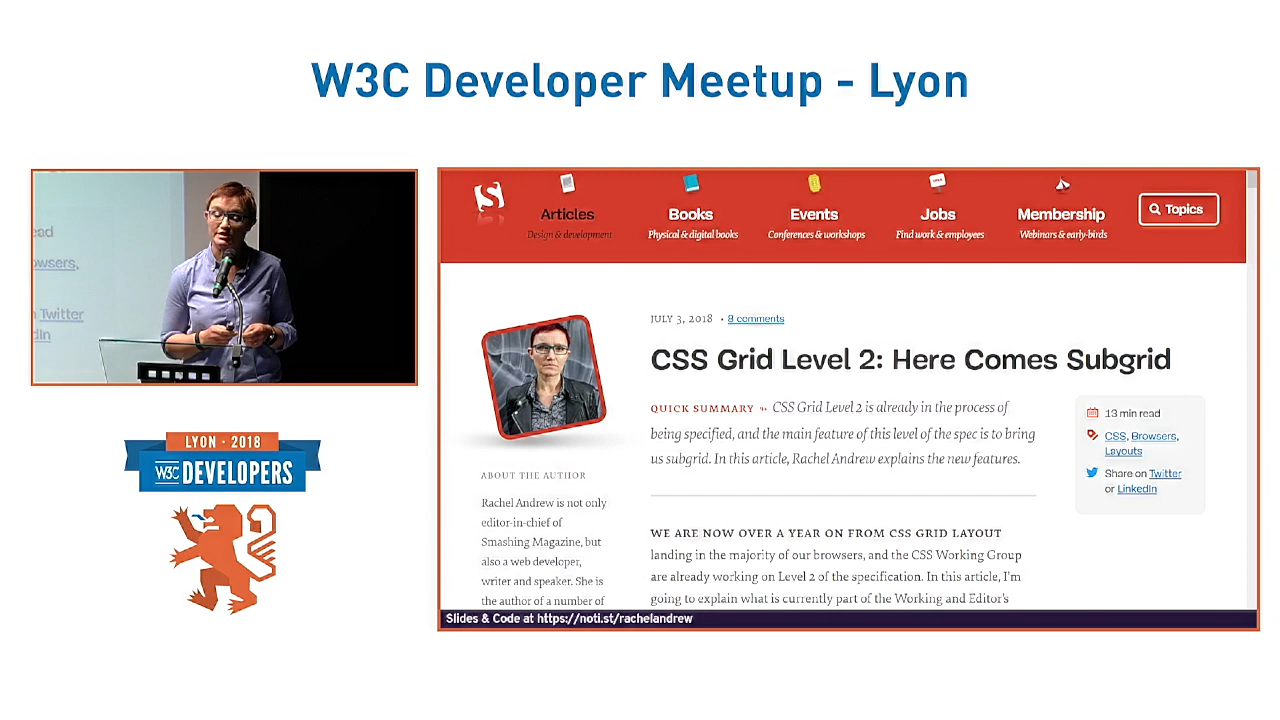 W3C Developer Meetup - Lyon
ead
owsers,
n Twitter
dIn
LYON · 2018
W3C DEVELOPERS
Articles
Design & development
Books
Physical & digital books
Events
Conferences & workshops
Jobs
Find work & employees
Membership
Webinars & early-birds
Topics
JULY 3, 2018 • 8 comments
CSS Grid Level 2: Here Comes Subgrid
QUICK SUMMARY ↬ CSS Grid Level 2 is already in the process of
being specified, and the main feature of this level of the spec is to bring
us subgrid. In this article, Rachel Andrew explains the new features.
13 min read
CSS, Browsers,
Layouts
Share on Twitter
or LinkedIn
ABOUT THE AUTHOR
Rachel Andrew is not only
editor-in-chief of
Smashing Magazine, but
also a web developer,
writer and speaker. She is
the author of a number of
WE ARE NOW OVER A YEAR ON FROM CSS GRID LAYOUT
landing in the majority of our browsers, and the CSS Working Group
are already working on Level 2 of the specification. In this article, I'm
going to explain what is currently part of the Working and Editor's
Slides & Code at https://noti.st/rachelandrew